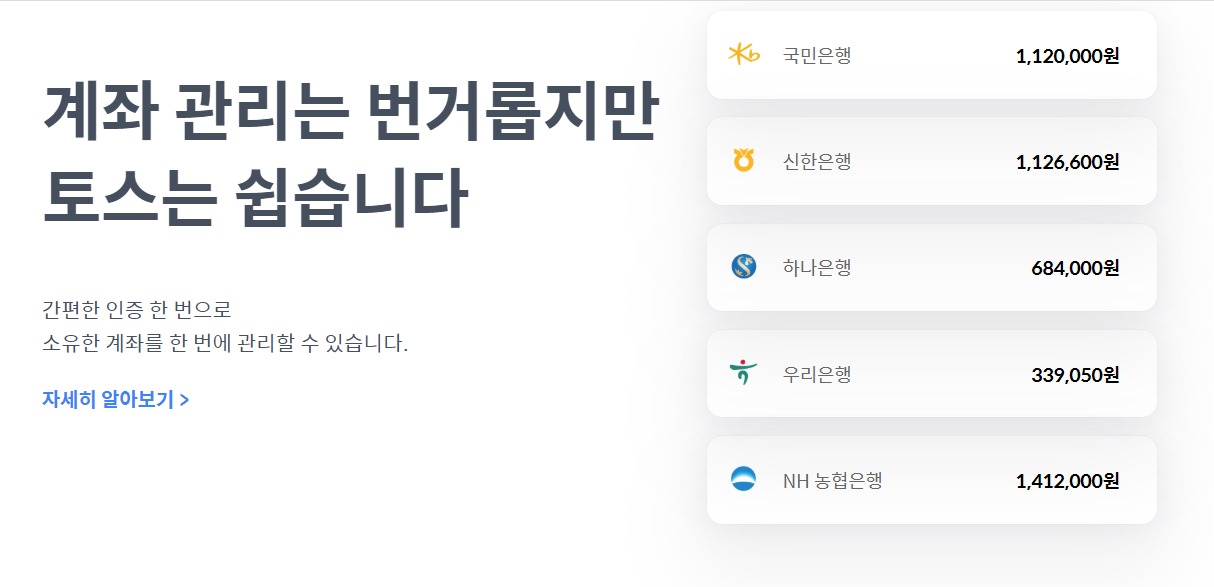 계좌 관리는 번거롭지만
토스는 쉽습니다
간편한 인증 한 번으로
소유한 계좌를 한 번에 관리할 수 있습니다.
자세히 알아보기 >
국민은행 1,120,000원
신한은행 1,126,600원
하나은행 684,000원
우리은행 339,050원
NH 농협은행 1,412,000원